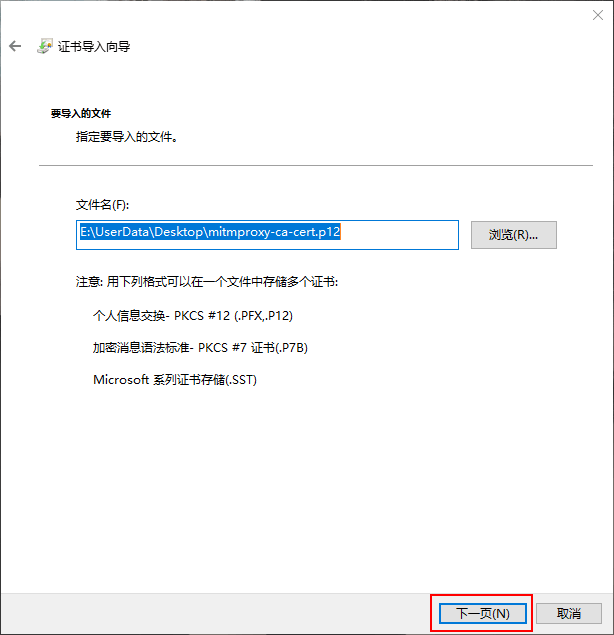 证书导入向导
要导入的文件
指定要导入的文件。
文件名(F):
E:\UserData\Desktop\mitmproxy-ca-cert.p12
浏览(R)...
注意: 用下列格式可以在一个文件中存储多个证书:
个人信息交换- PKCS #12 (.PFX,.P12)
加密消息语法标准- PKCS #7 证书(.P7B)
Microsoft 系列证书存储(.SST)
下一页(N)
取消